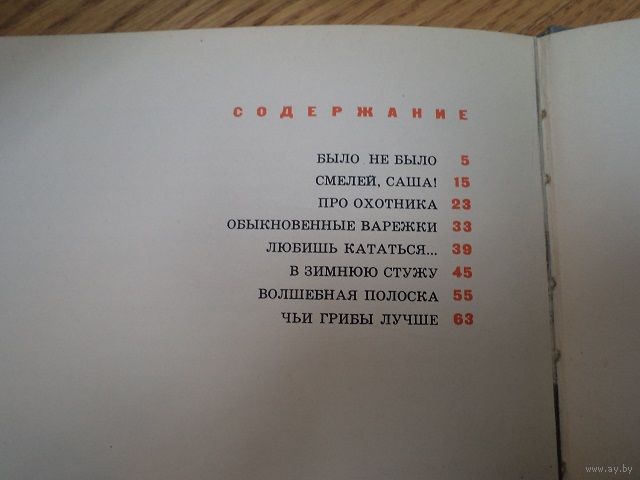 СОДЕРЖАНИЕ
БЫЛО НЕ БЫЛО 5
СМЕЛЕЙ, САША! 15
ПРО ОХОТНИКА 23
ОБЫКНОВЕННЫЕ ВАРЕЖКИ 33
ЛЮБИШЬ КАТАТЬСЯ... 39
В ЗИМНЮЮ СТУЖУ 45
ВОЛШЕБНАЯ ПОЛОСКА 55
ЧЬИ ГРИБЫ ЛУЧШЕ 63
www.ay.by